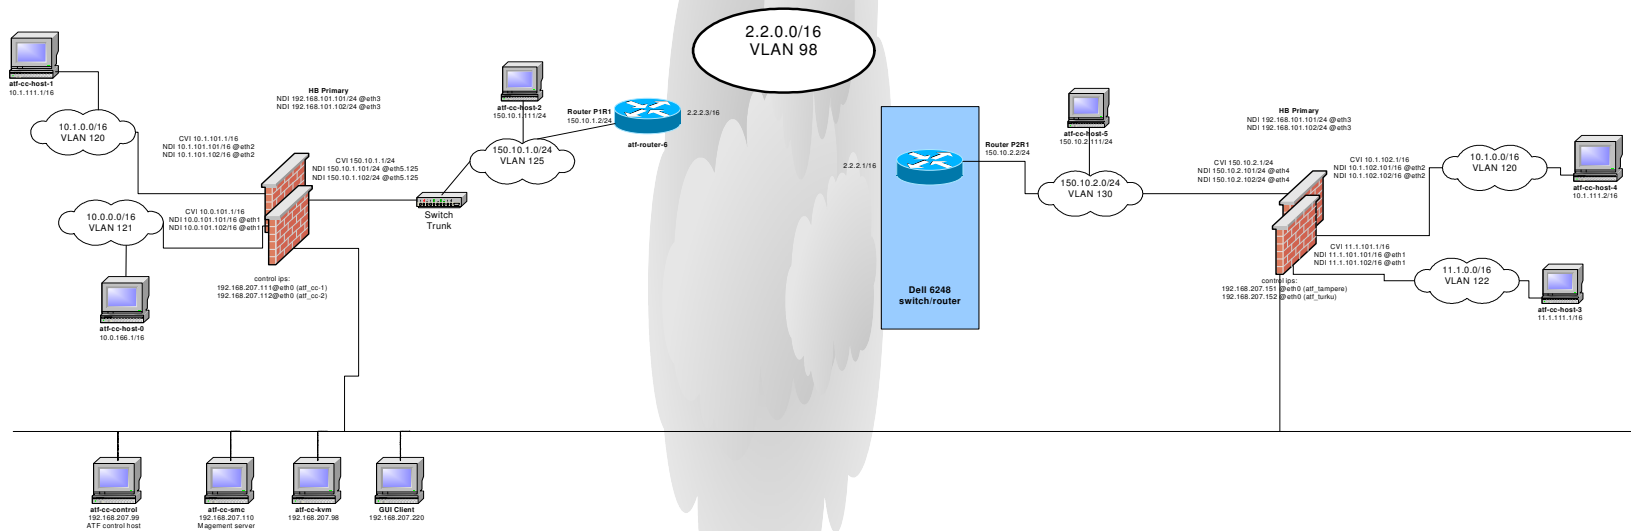 2.2.0.0/16
VLAN 98
atf-cc-host-1
10.1.111.1/16
10.1.0.0/16
VLAN 120
HB Primary
NDI 192.168.101.101/24 @eth3
NDI 192.168.101.102/24 @eth3
CVI 10.1.101.1/16
NDI 10.1.101.101/16 @eth2
NDI 10.1.101.102/16 @eth2
10.0.0.0/16
VLAN 121
CVI 10.0.101.1/16
NDI 10.0.101.101/16 @eth1
NDI 10.0.101.102/16 @eth1
atf-cc-host-0
10.0.166.1/16
control ips:
192.168.207.111@eth0 (atf_cc-1)
192.168.207.112@eth0 (atf_cc-2)
CVI 150.10.1.1/24
NDI 150.10.1.101/24 @eth5.125
NDI 150.10.1.102/24 @eth5.125
Switch
Trunk
atf-cc-host-2
150.10.1.111/24
150.10.1.0/24
VLAN 125
Router P1R1
150.10.1.2/24
2.2.2.3/16
atf-router-6
2.2.2.1/16
Dell 6248
switch/router
Router P2R1
150.10.2.2/24
atf-cc-host-5
150.10.2.111/24
150.10.2.0/24
VLAN 130
HB Primary
NDI 192.168.101.101/24 @eth3
NDI 192.168.101.102/24 @eth3
CVI 150.10.2.1/24
NDI 150.10.2.101/24 @eth4
NDI 150.10.2.102/24 @eth4
CVI 10.1.102.1/16
NDI 10.1.102.101/16 @eth2
NDI 10.1.102.102/16 @eth2
10.1.0.0/16
VLAN 120
atf-cc-host-4
10.1.111.2/16
CVI 11.1.101.1/16
NDI 11.1.101.101/16 @eth1
NDI 11.1.101.102/16 @eth1
11.1.0.0/16
VLAN 122
atf-cc-host-3
11.1.111.1/16
control ips:
192.168.207.151 @eth0 (atf_tampere)
192.168.207.152 @eth0 (atf_turku)
atf-cc-control
192.168.207.99
ATF control host
atf-cc-smc
192.168.207.110
Magement server
atf-cc-kvm
192.168.207.98
GUI Client
192.168.207.220